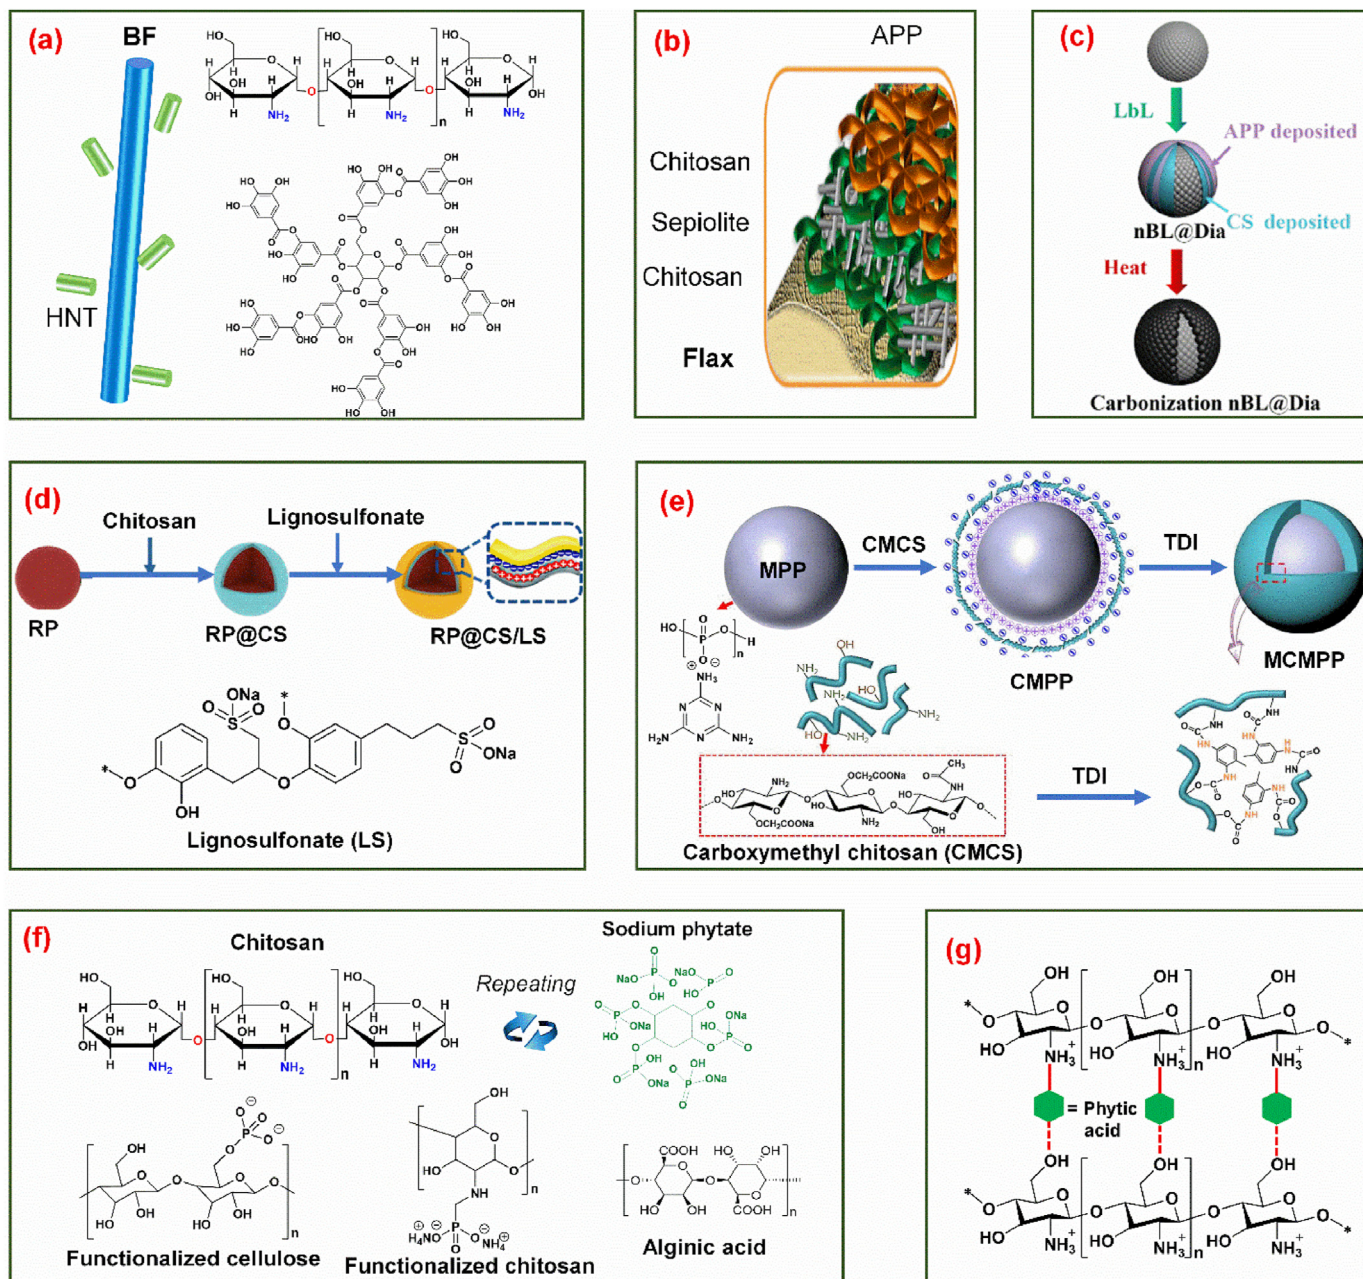 (a)
BF
HNT
(b)
APP
Chitosan
Sepiolite
Chitosan
Flax
(c)
LbL
APP deposited
CS deposited
nBL@Dia
Heat
Carbonization nBL@Dia
(d)
Chitosan
Lignosulfonate
RP
RP@CS
RP@CS/LS
Lignosulfonate (LS)
(e)
MPP
CMCS
TDI
CMPP
MCMPP
TDI
Carboxymethyl chitosan (CMCS)
(f)
Chitosan
Repeating
Sodium phytate
Functionalized cellulose
Functionalized chitosan
Alginic acid
(g)
= Phytic
acid